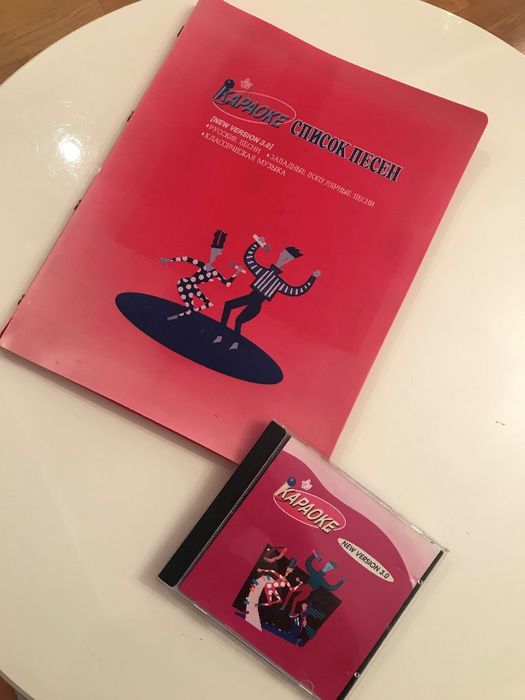 КАРАОКЕ СПИСОК ПЕСЕН
[NEW VERSION 3.0]
•РУССКИЕ ПЕСНИ •ЗАПАДНЫЕ ПОПУЛЯРНЫЕ ПЕСНИ
•КЛАССИЧЕСКАЯ МУЗЫКА
КАРАОКЕ
NEW VERSION 3.0